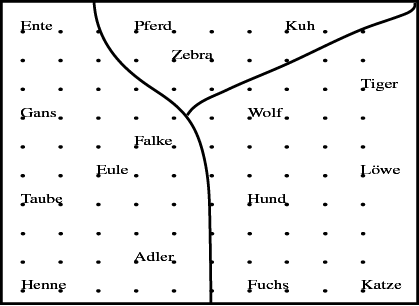 Ente Pferd Kuh
Zebra
Tiger
Gans Wolf
Falke
Eule Löwe
Taube Hund
Adler
Henne Fuchs Katze